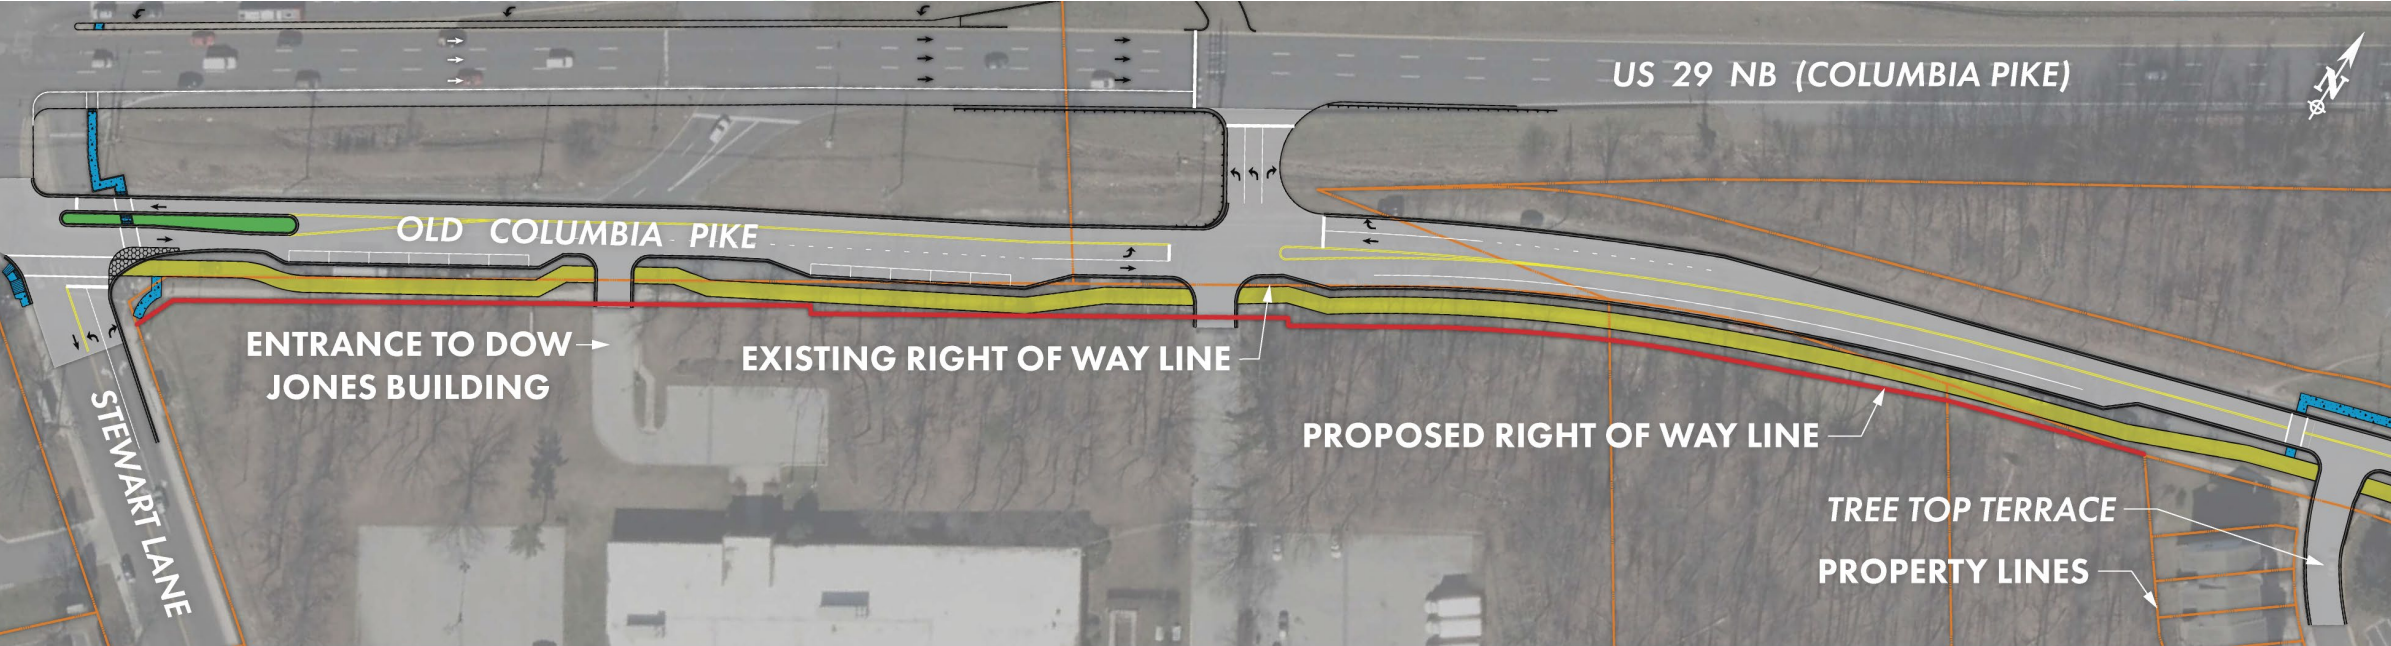 US 29 NB (COLUMBIA PIKE)
N
OLD COLUMBIA PIKE
ENTRANCE TO DOW
JONES BUILDING
EXISTING RIGHT OF WAY LINE
PROPOSED RIGHT OF WAY LINE
STEWART LANE
TREE TOP TERRACE
PROPERTY LINES